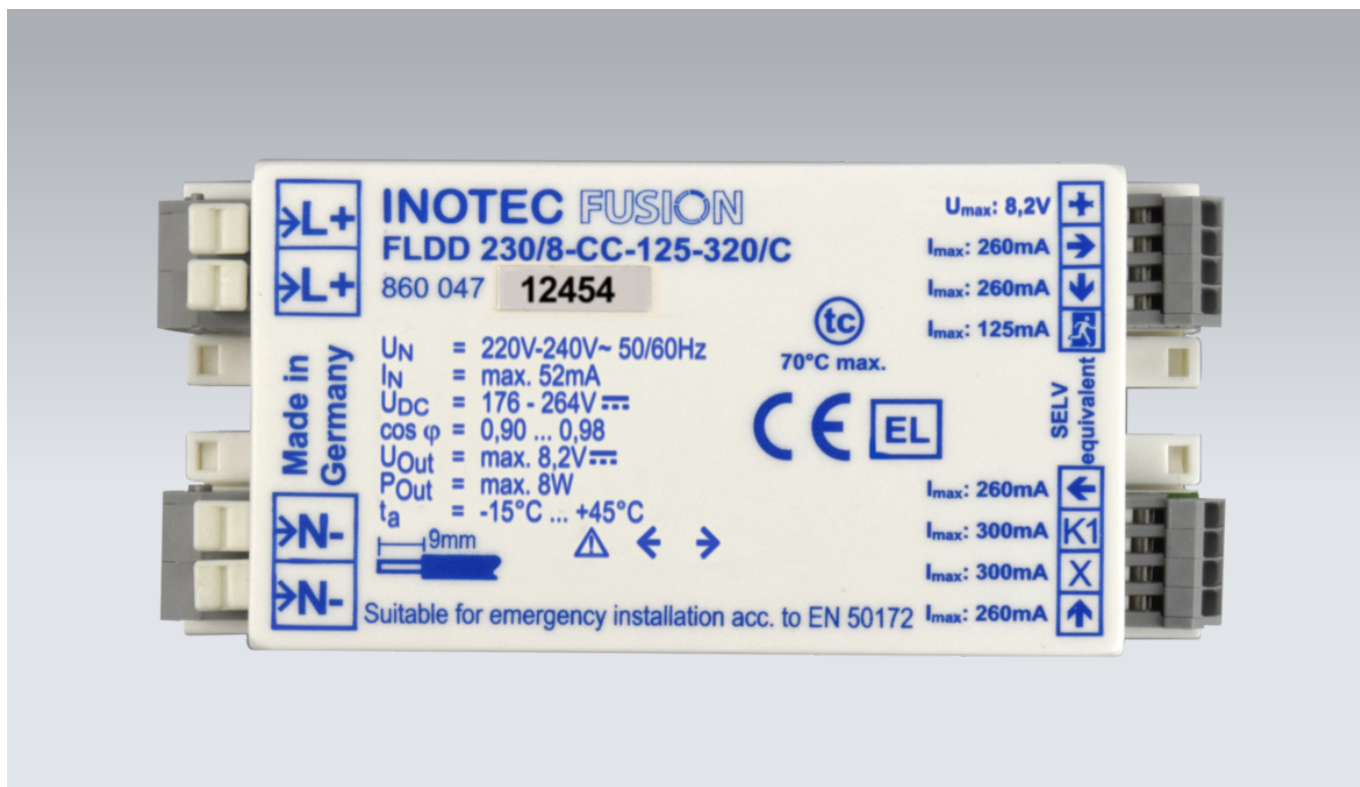 L+
L+
Made in
Germany
N-
N-
INOTEC FUSION
FLDD 230/8-CC-125-320/C
860 047 12454
UN = 220V-240V~ 50/60Hz
IN = max. 52mA
UDC = 176 - 264V
cos φ = 0,90 ... 0,98
UOut = max. 8,2V
POut = max. 8W
ta = -15°C ... +45°C
9mm
Suitable for emergency installation acc. to EN 50172
tc
70°C max.
CE EL
Umax: 8,2V +
Imax: 260mA →
Imax: 260mA ↓
Imax: 125mA
SELV
equivalent
Imax: 260mA ←
Imax: 300mA K1
Imax: 300mA X
Imax: 260mA ↑